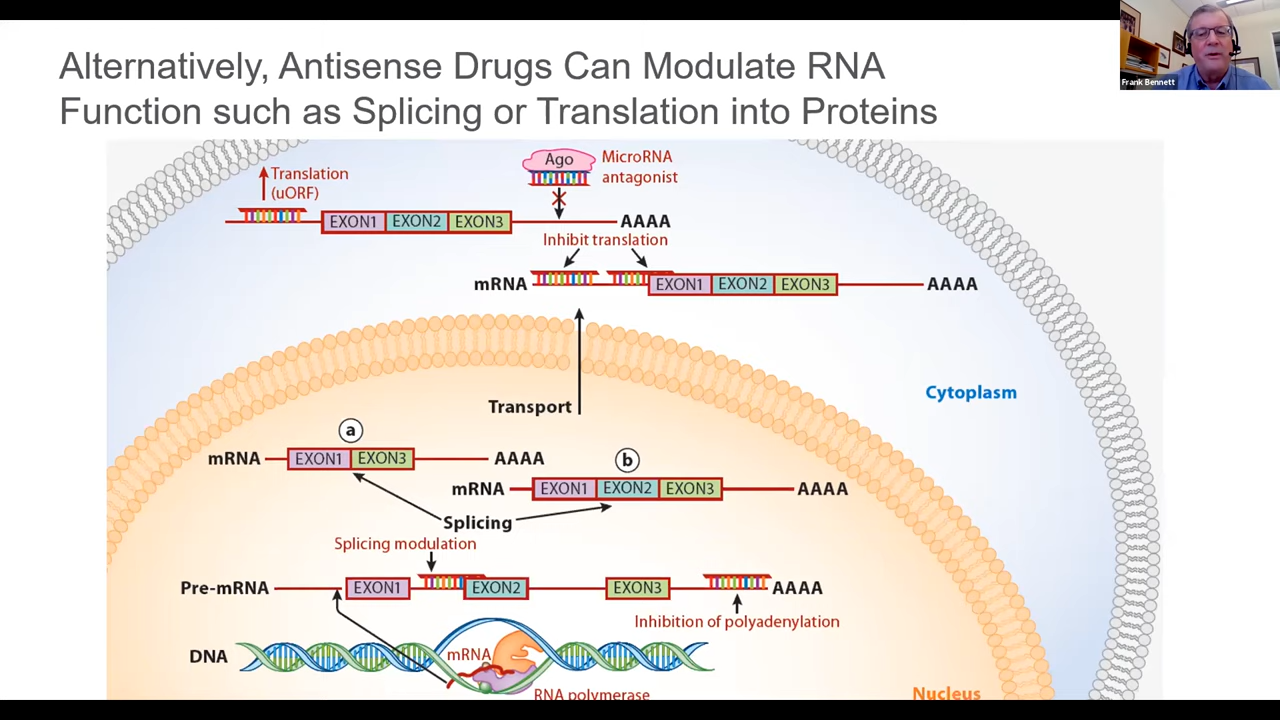 Alternatively, Antisense Drugs Can Modulate RNA
Function such as Splicing or Translation into Proteins
Frank Bennett
Translation
(uORF)
Ago
MicroRNA
antagonist
EXON1 EXON2 EXON3 AAAA
Inhibit translation
mRNA EXON1 EXON2 EXON3 AAAA
Cytoplasm
Transport
a
mRNA EXON1 EXON3 AAAA
b
mRNA EXON1 EXON2 EXON3 AAAA
Splicing
Splicing modulation
Pre-mRNA EXON1 EXON2 EXON3 AAAA
Inhibition of polyadenylation
DNA
mRNA
RNA polymerase
Nucleus